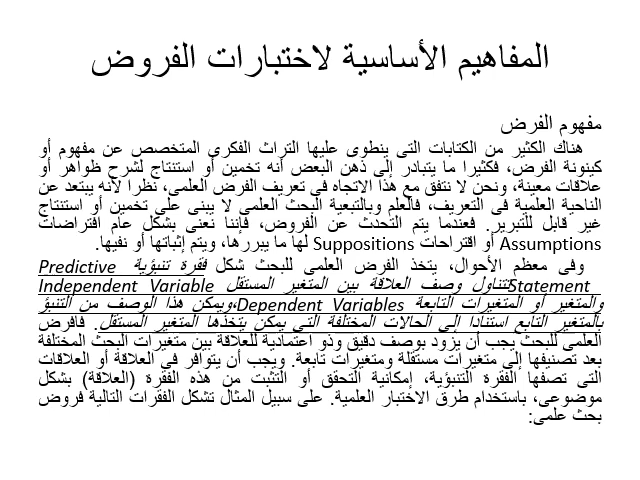 المفاهيم الأساسية لاختبارات الفروض
مفهوم الفرض
هناك الكثير من الكتابات التى ينطوى عليها التراث الفكرى المتخصص عن مفهوم أو
كينونة الفرض، فكثيرا ما يتبادر إلى ذهن البعض أنه تخمين أو استنتاج لشرح ظواهر أو
علاقات معينة، ونحن لا نتفق مع هذا الاتجاه فى تعريف الفرض العلمى، نظرا لأنه يبتعد عن
الناحية العلمية فى التعريف، فالعلم وبالتبعية البحث العلمى لا يبنى على تخمين أو استنتاج
غير قابل للتبرير. فعندما يتم التحدث عن الفروض، فإننا نعنى بشكل عام افتراضات
Assumptions أو اقتراحات Suppositions لها ما يبررها، ويتم إثباتها أو نفيها.
وفى معظم الأحوال، يتخذ الفرض العلمى للبحث شكل فقرة تنبؤية Predictive
Statement تتناول وصف العلاقة بين المتغير المستقل Independent Variable
والمتغير أو المتغيرات التابعة Dependent Variables، ويمكن هذا الوصف من التنبؤ
بالمتغير التابع استنادا إلى الحالات المختلفة التى يمكن يتخذها المتغير المستقل. فافرض
العلمى للبحث يجب أن يزود بوصف دقيق وذو اعتمادية للعلاقة بين متغيرات البحث المختلفة
بعد تصنيفها إلى متغيرات مستقلة ومتغيرات تابعة. ويجب أن يتوافر فى العلاقة أو العلاقات
التى تصفها الفقرة التنبؤية، إمكانية التحقق أو التثبت من هذه الفقرة (العلاقة) بشكل
موضوعى، باستخدام طرق الاختبار العلمية. على سبيل المثال تشكل الفقرات التالية فروض
بحث علمى: